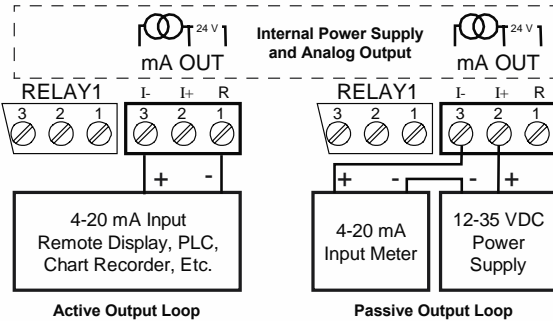 24 V
mA OUT
Internal Power Supply
and Analog Output
24 V
mA OUT
RELAY1
I- I+ R
3 2 1
3 2 1
RELAY1
I- I+ R
3 2 1
3 2 1
+ -
+ - - +
4-20 mA Input
Remote Display, PLC,
Chart Recorder, Etc.
4-20 mA
Input Meter
12-35 VDC
Power
Supply
Active Output Loop
Passive Output Loop